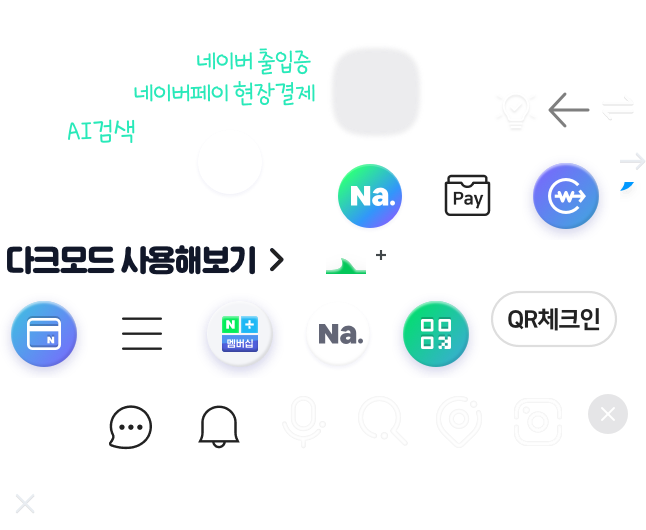 네이버 출입증
네이버페이 현장결제
AI검색
Na.
Pay
다크모드 사용해보기
N
N +
멤버십
Na.
QR체크인